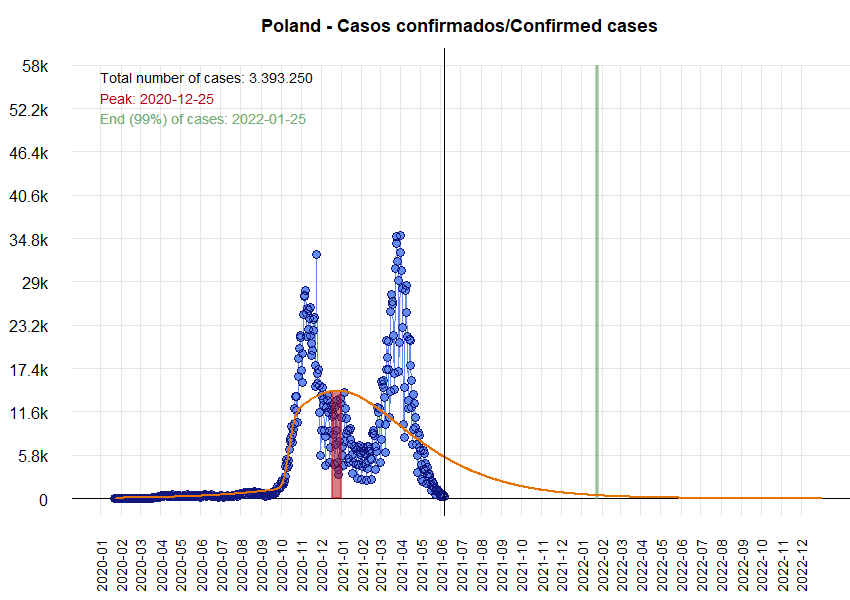 Poland - Casos confirmados/Confirmed cases
Total number of cases: 3.393.250
Peak: 2020-12-25
End (99%) of cases: 2022-01-25
58k
52.2k
46.4k
40.6k
34.8k
29k
23.2k
17.4k
11.6k
5.8k
0
2020-01
2020-02
2020-03
2020-04
2020-05
2020-06
2020-07
2020-08
2020-09
2020-10
2020-11
2020-12
2021-01
2021-02
2021-03
2021-04
2021-05
2021-06
2021-07
2021-08
2021-09
2021-10
2021-11
2021-12
2022-01
2022-02
2022-03
2022-04
2022-05
2022-06
2022-07
2022-08
2022-09
2022-10
2022-11
2022-12